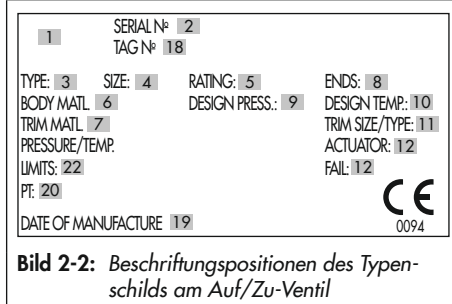 1 SERIAL № 2
TAG № 18
TYPE: 3 SIZE: 4 RATING: 5 ENDS: 8
BODY MATL. 6 DESIGN PRESS.: 9 DESIGN TEMP.: 10
TRIM MATL. 7 TRIM SIZE/TYPE: 11
PRESSURE/TEMP. ACTUATOR: 12
LIMITS: 22 FAIL: 12
PT: 20
CE
DATE OF MANUFACTURE 19 0094
Bild 2-2: Beschriftungspositionen des Typen-
schilds am Auf/Zu-Ventil